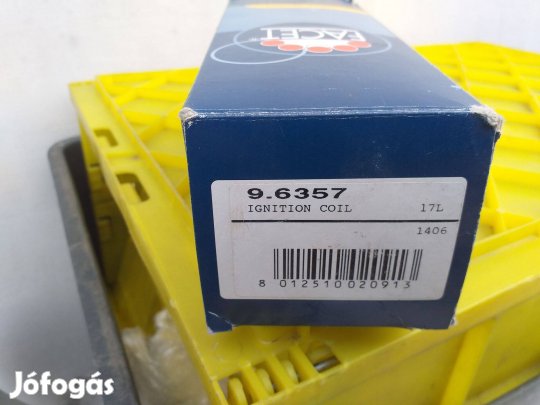 FACET
9.6357
IGNITION COIL 17L
1406
8 012510 020913
Jófogás